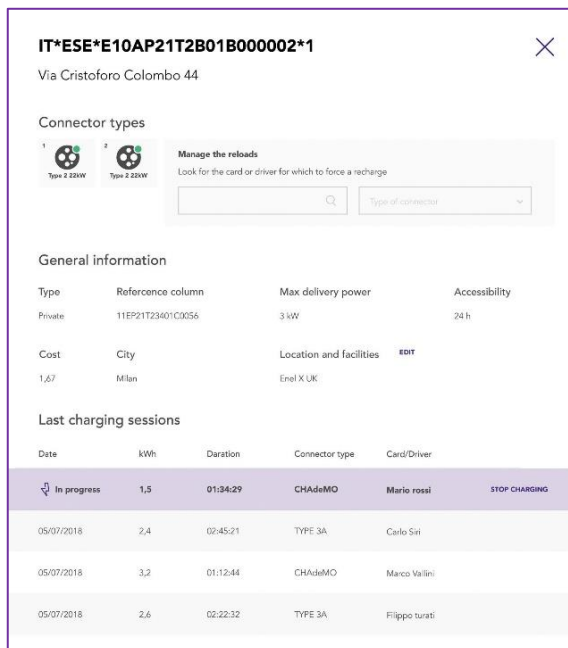 IT*ESE*E10AP21T2B01B000002*1
Via Cristoforo Colombo 44
Connector types
1 2
Type 2 22kW Type 2 22kW
Manage the reloads
Look for the card or driver for which to force a recharge
Type of connector
General information
Type Refercence column Max delivery power Accessibility
Private 11EP21T23401C0056 3 kW 24 h
Cost City Location and facilities EDIT
1,67 Milan Enel X UK
Last charging sessions
Date kWh Daration Connector type Card/Driver
In progress 1,5 01:34:29 CHAdeMO Mario rossi STOP CHARGING
05/07/2018 2,4 02:45:21 TYPE 3A Carlo Siri
05/07/2018 3,2 01:12:44 CHAdeMO Marco Vallini
05/07/2018 2,6 02:22:32 TYPE 3A Filippo turati